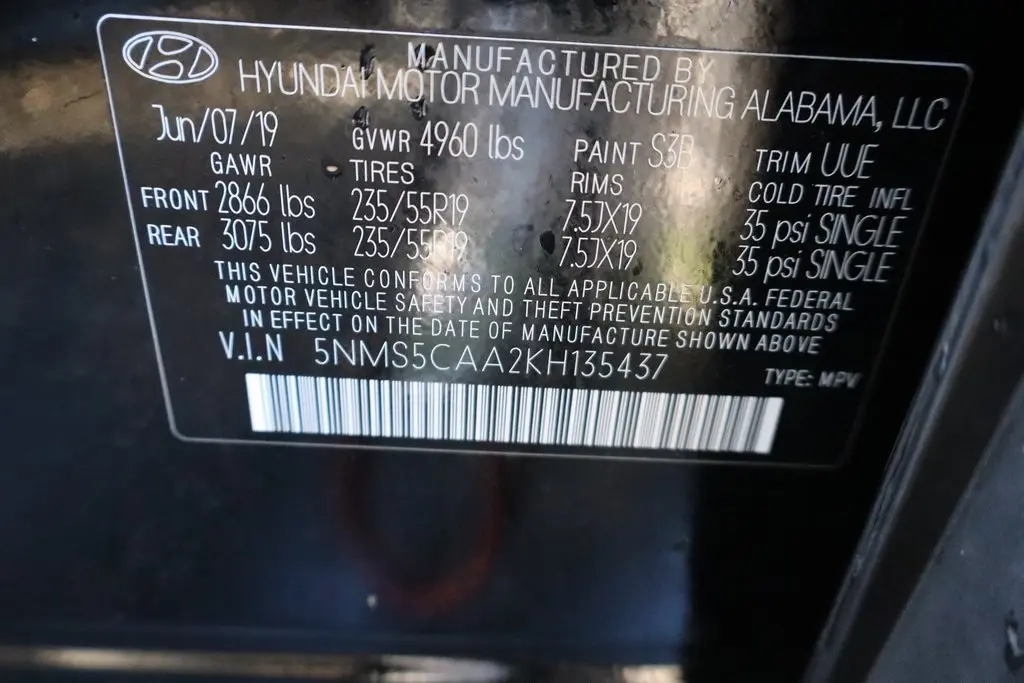 MANUFACTURED BY
HYUNDAI MOTOR MANUFACTURING ALABAMA, LLC
Jun/07/19 GVWR 4960 lbs PAINT S3B TRIM UUE
GAWR TIRES RIMS COLD TIRE INFL
FRONT 2866 lbs 235/55R19 7.5JX19 35 psi SINGLE
REAR 3075 lbs 235/55R19 7.5JX19 35 psi SINGLE
THIS VEHICLE CONFORMS TO ALL APPLICABLE U.S.A. FEDERAL
MOTOR VEHICLE SAFETY AND THEFT PREVENTION STANDARDS
IN EFFECT ON THE DATE OF MANUFACTURE SHOWN ABOVE
V.I.N 5NMS5CAA2KH135437 TYPE: MPV